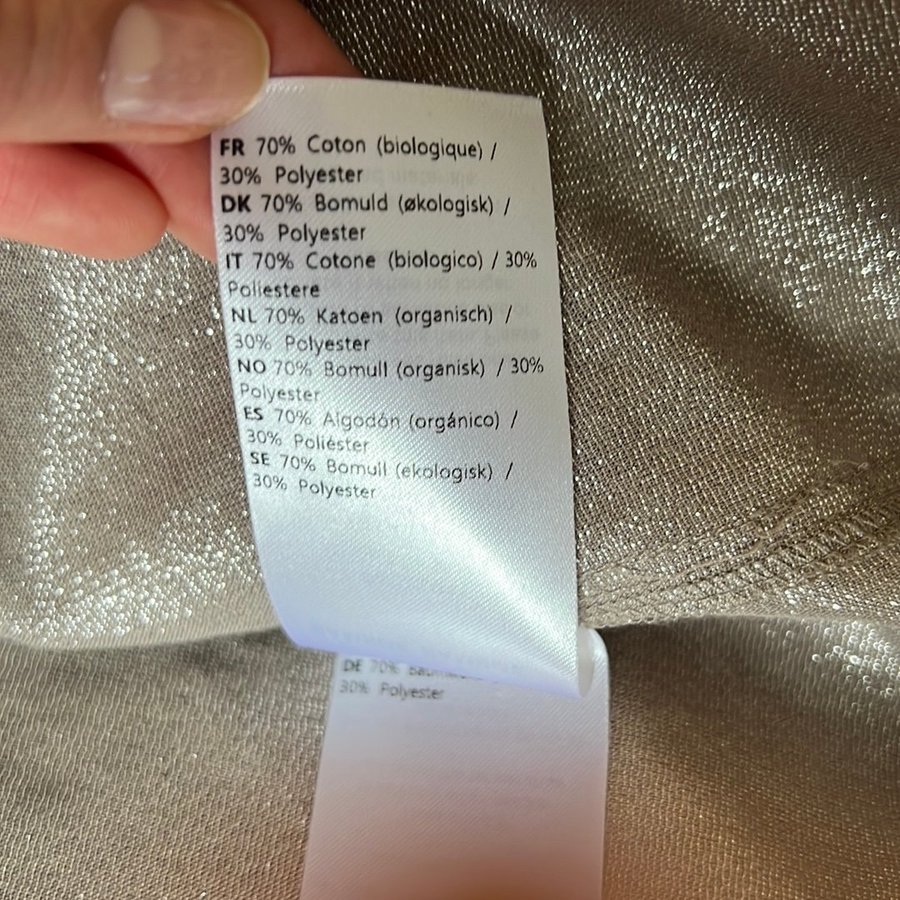 FR 70% Coton (biologique) /
30% Polyester
DK 70% Bomuld (økologisk) /
30% Polyester
IT 70% Cotone (biologico) / 30%
Poliestere
NL 70% Katoen (organisch) /
30% Polyester
NO 70% Bomull (organisk) / 30%
Polyester
ES 70% Algodón (orgánico) /
30% Poliéster
SE 70% Bomull (ekologisk) /
30% Polyester
DE 70%
30% Polyester